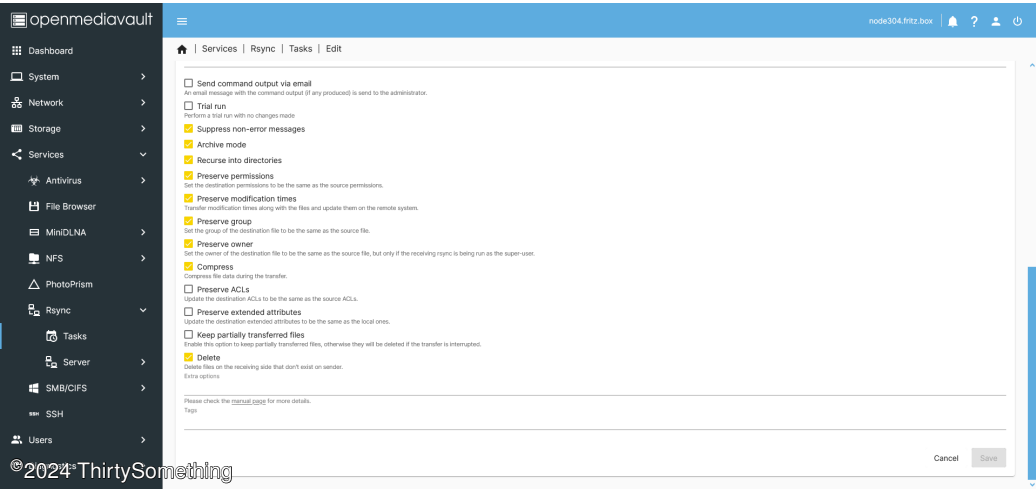 openmediavault
node304.fritz.box
Dashboard
System
Network
Storage
Services
Antivirus
File Browser
MiniDLNA
NFS
PhotoPrism
Rsync
Tasks
Server
SMB/CIFS
SSH
Users
Diagnostics
| Services | Rsync | Tasks | Edit
Send command output via email
An email message with the command output (if any produced) is send to the administrator.
Trial run
Perform a trial run with no changes made
Suppress non-error messages
Archive mode
Recurse into directories
Preserve permissions
Set the destination permissions to be the same as the source permissions.
Preserve modification times
Transfer modification times along with the files and update them on the remote system.
Preserve group
Set the group of the destination file to be the same as the source file.
Preserve owner
Set the owner of the destination file to be the same as the source file, but only if the receiving rsync is being run as the super-user.
Compress
Compress file data during the transfer.
Preserve ACLs
Update the destination ACLs to be the same as the source ACLs.
Preserve extended attributes
Update the destination extended attributes to be the same as the local ones.
Keep partially transferred files
Enable this option to keep partially transferred files, otherwise they will be deleted if the transfer is interrupted.
Delete
Delete files on the receiving side that don't exist on sender.
Extra options
Please check the manual page for more details.
Tags
Cancel Save
©2024 ThirtySomething